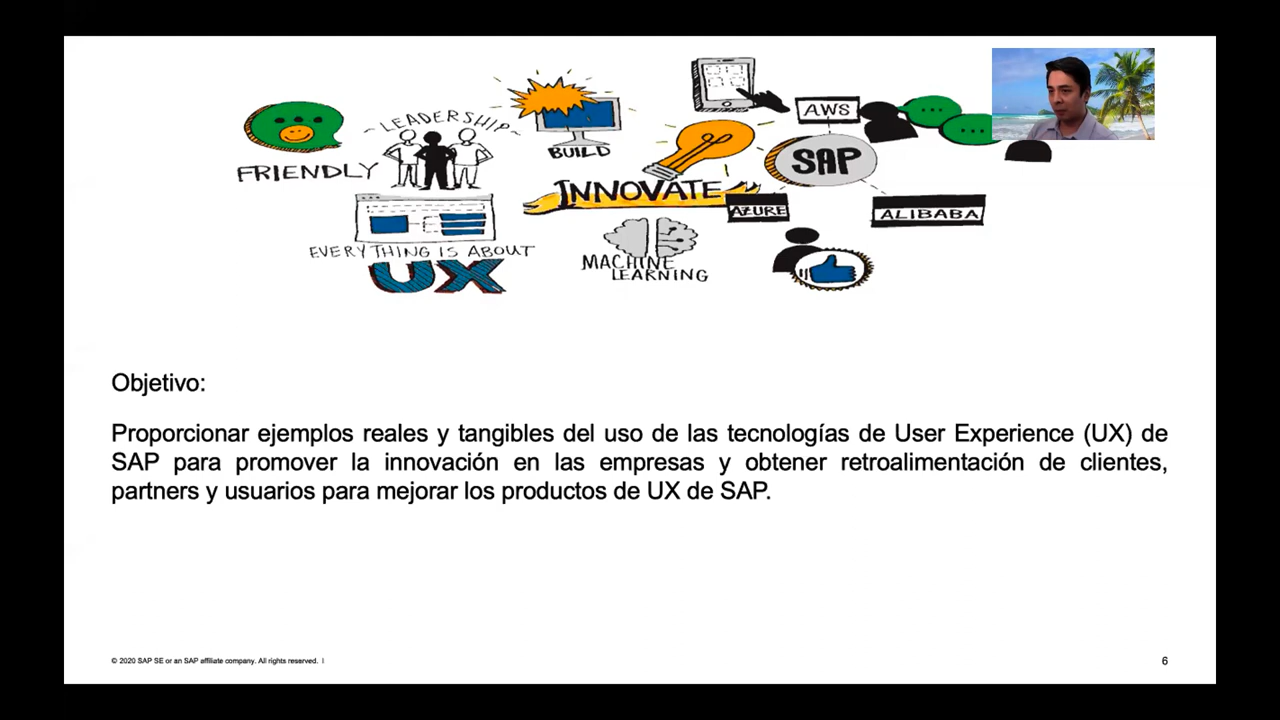 FRIENDLY
~LEADERSHIP~
BUILD
INNOVATE
AWS
SAP
AZURE
ALIBABA
EVERYTHING IS ABOUT
UX
MACHINE
LEARNING
Objetivo:
Proporcionar ejemplos reales y tangibles del uso de las tecnologías de User Experience (UX) de
SAP para promover la innovación en las empresas y obtener retroalimentación de clientes,
partners y usuarios para mejorar los productos de UX de SAP.
© 2020 SAP SE or an SAP affiliate company. All rights reserved. |
6